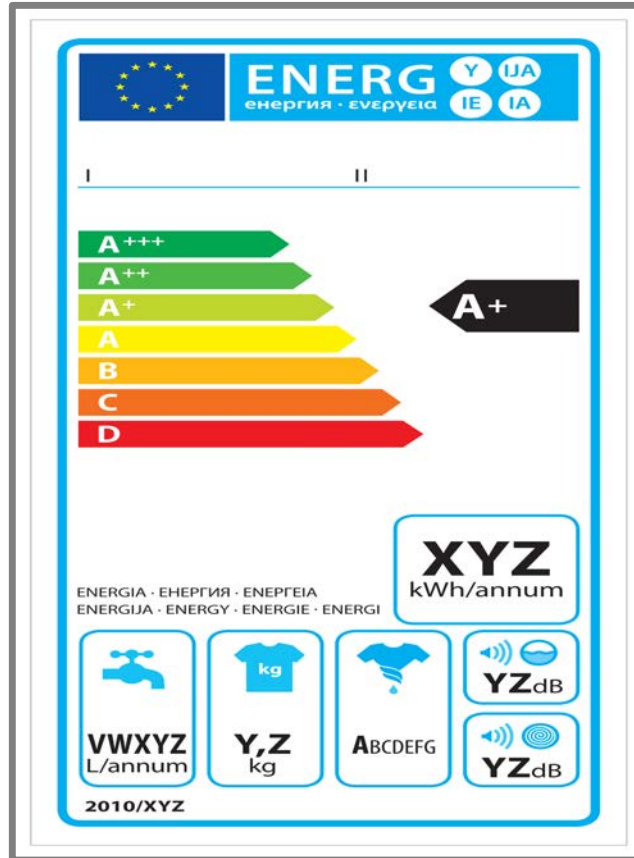 ENERG Y IJA
енергия · ενεργεια IE IA
I II
A+++
A++
A+
A+
A
B
C
D
XYZ
kWh/annum
ENERGIA · ЕНЕРГИЯ · ΕΝΕΡΓΕΙΑ
ENERGIJA · ENERGY · ENERGIE · ENERGI
kg
VWXYZ
L/annum
Y,Z
kg
ABCDEFG
YZdB
YZdB
2010/XYZ